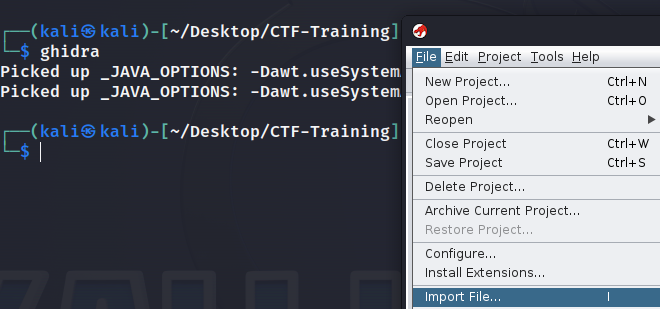 ┌──(kali㉿kali)-[~/Desktop/CTF-Training]
└─$ ghidra
Picked up _JAVA_OPTIONS: -Dawt.useSystem
Picked up _JAVA_OPTIONS: -Dawt.useSystem
┌──(kali㉿kali)-[~/Desktop/CTF-Training]
└─$
File Edit Project Tools Help
New Project... Ctrl+N
Open Project... Ctrl+O
Reopen
Close Project Ctrl+W
Save Project Ctrl+S
Delete Project...
Archive Current Project...
Restore Project...
Configure...
Install Extensions...
Import File... I